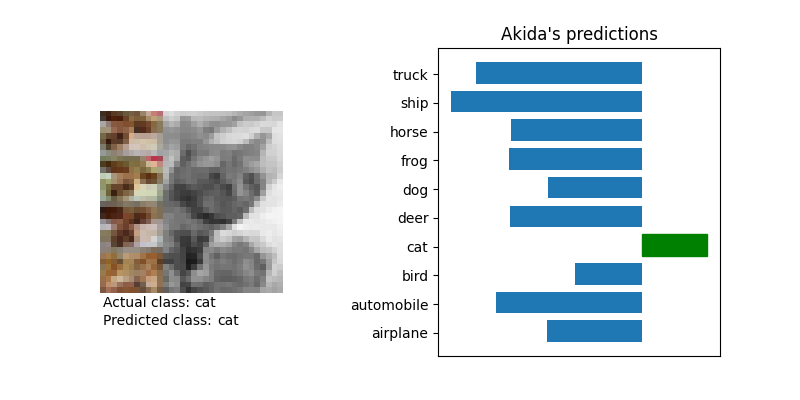 Akida's predictions
truck
ship
horse
frog
dog
deer
cat
bird
automobile
airplane
Actual class: cat
Predicted class: cat